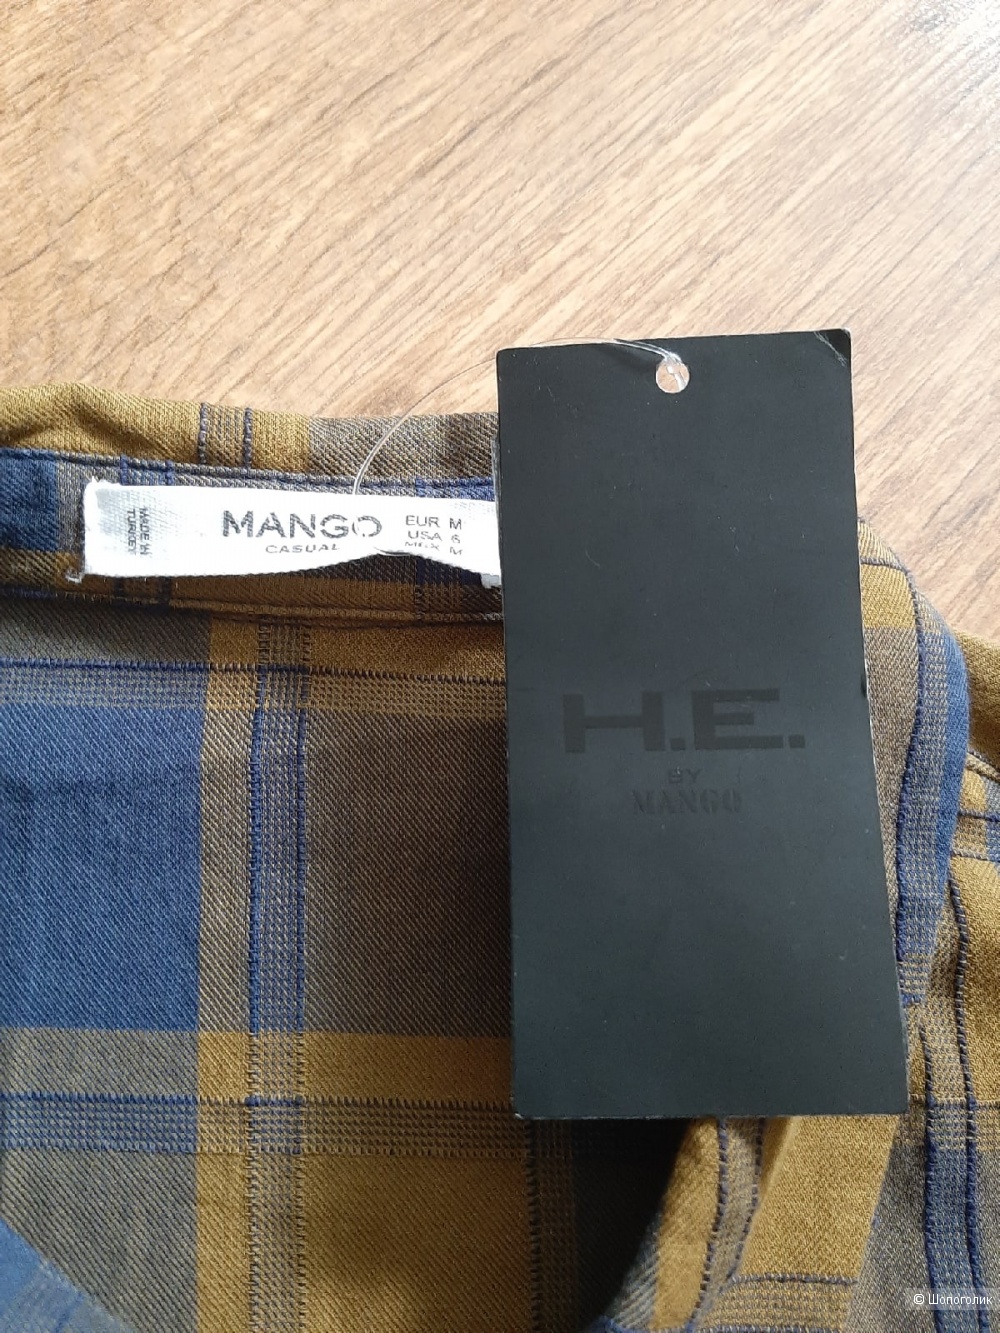 MADE IN
TURKEY
MANGO
CASUAL
EUR M
USA 6
MEX M
H.E.
BY
MANGO
© Шопоголик